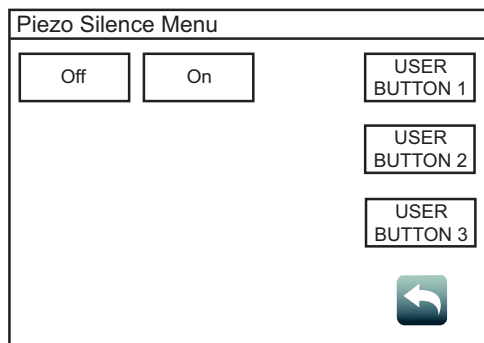 Piezo Silence Menu
Off
On
USER
BUTTON 1
USER
BUTTON 2
USER
BUTTON 3